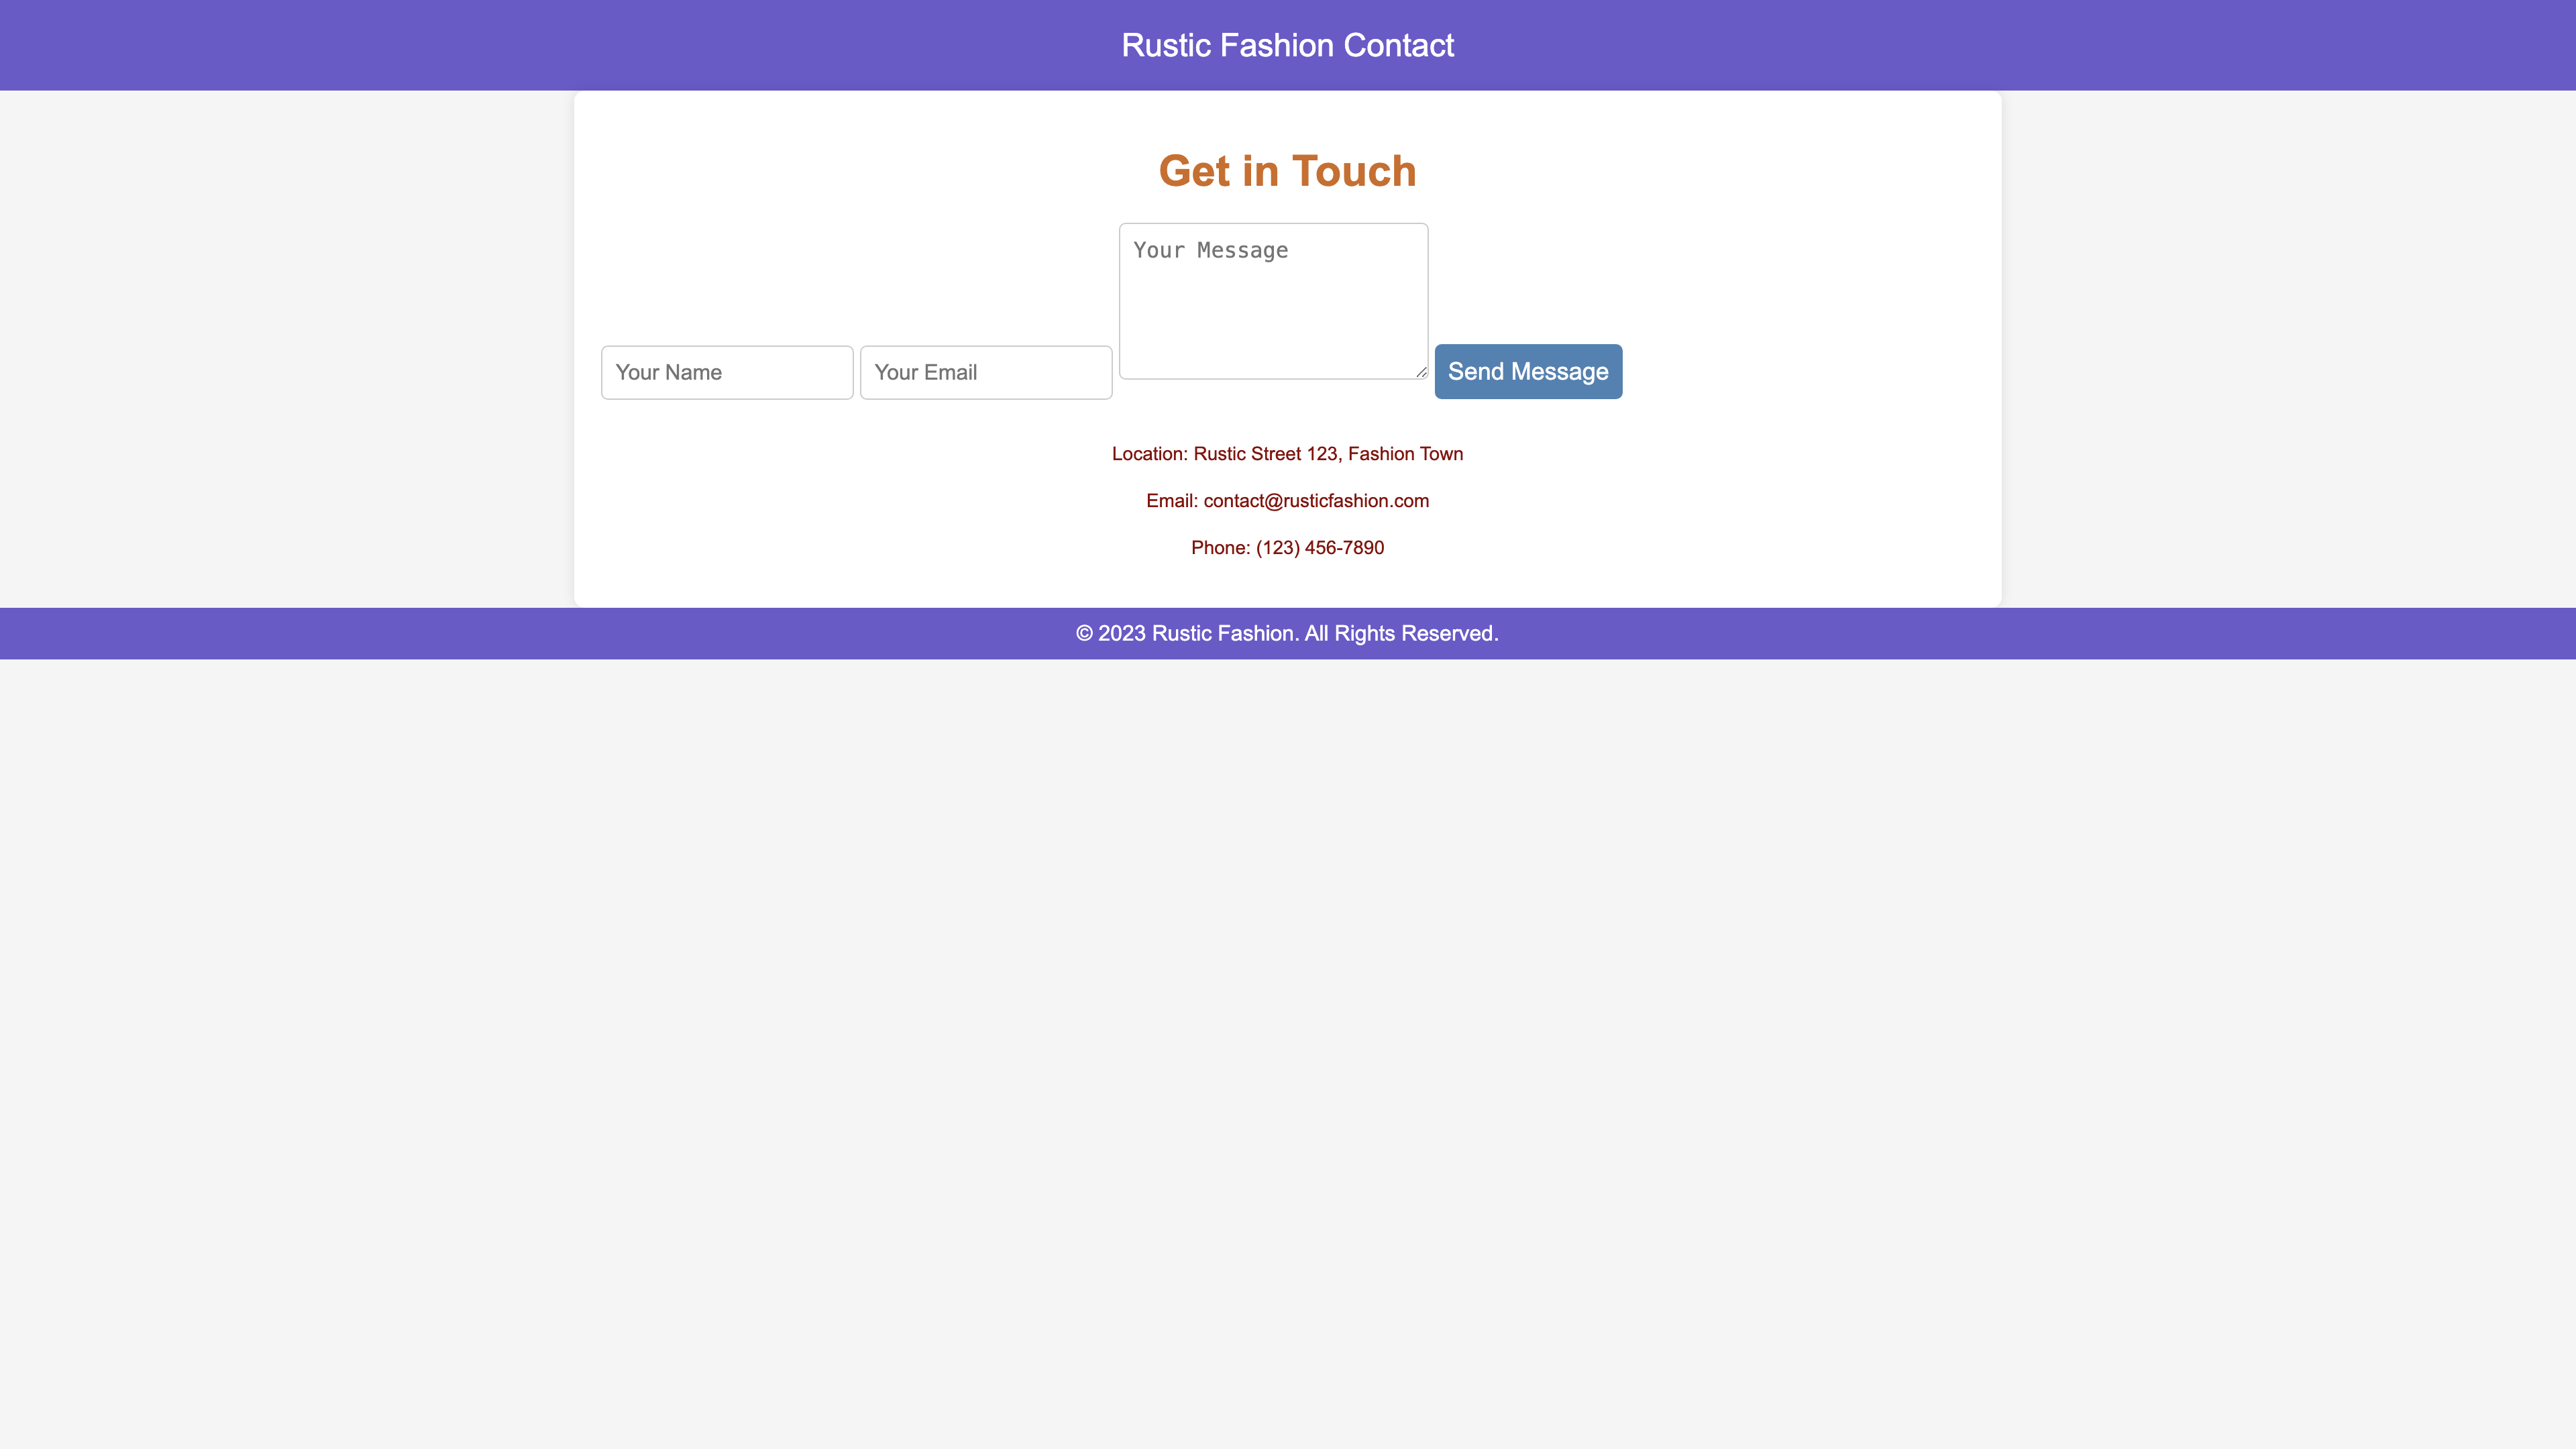 Rustic Fashion Contact
Get in Touch
Your Message
Your Name
Your Email
Send Message
Location: Rustic Street 123, Fashion Town
Email: contact@rusticfashion.com
Phone: (123) 456-7890
© 2023 Rustic Fashion. All Rights Reserved.